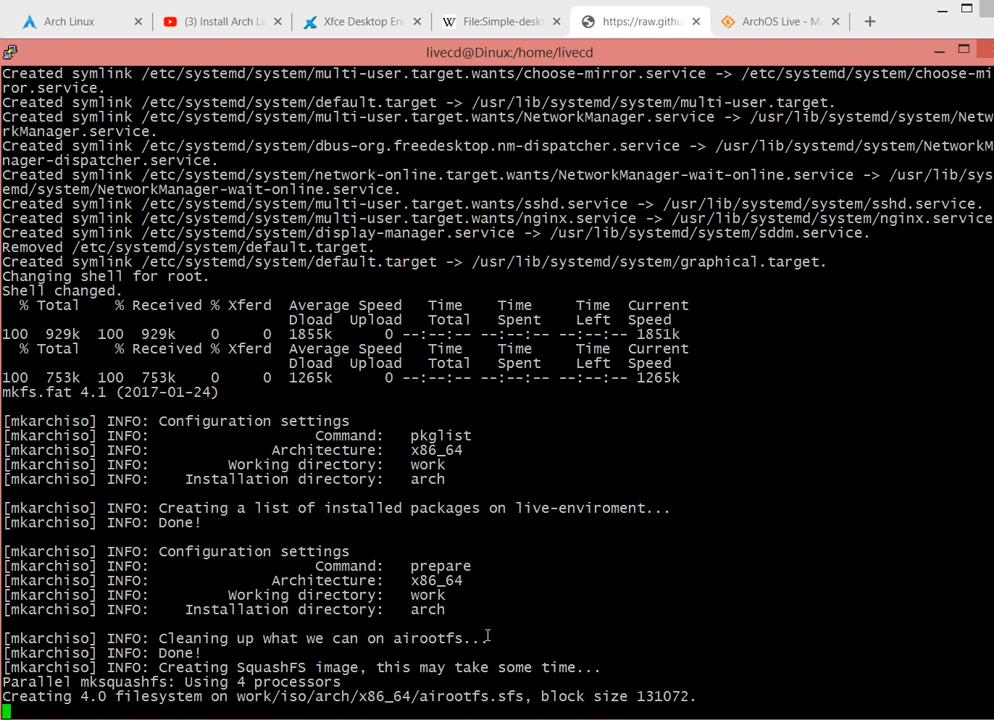 Arch Linux
(3) Install Arch Li
Xfce Desktop En
File:Simple-desk
https://raw.githu
ArchOS Live - Ma
livecd@Dinux:/home/livecd
Created symlink /etc/systemd/system/multi-user.target.wants/choose-mirror.service -> /etc/systemd/system/choose-mi
ror.service.
Created symlink /etc/systemd/system/default.target -> /usr/lib/systemd/system/multi-user.target.
Created symlink /etc/systemd/system/multi-user.target.wants/NetworkManager.service -> /usr/lib/systemd/system/Netw
rkManager.service.
Created symlink /etc/systemd/system/dbus-org.freedesktop.nm-dispatcher.service -> /usr/lib/systemd/system/NetworkM
nager-dispatcher.service.
Created symlink /etc/systemd/system/network-online.target.wants/NetworkManager-wait-online.service -> /usr/lib/sys
emd/system/NetworkManager-wait-online.service.
Created symlink /etc/systemd/system/multi-user.target.wants/sshd.service -> /usr/lib/systemd/system/sshd.service.
Created symlink /etc/systemd/system/multi-user.target.wants/nginx.service -> /usr/lib/systemd/system/nginx.service
Created symlink /etc/systemd/system/display-manager.service -> /usr/lib/systemd/system/sddm.service.
Removed /etc/systemd/system/default.target.
Created symlink /etc/systemd/system/default.target -> /usr/lib/systemd/system/graphical.target.
Changing shell for root.
Shell changed.
% Total % Received % Xferd Average Speed Time Time Time Current
Dload Upload Total Spent Left Speed
100 929k 100 929k 0 0 1855k 0 --:--:-- --:--:-- --:--:-- 1851k
% Total % Received % Xferd Average Speed Time Time Time Current
Dload Upload Total Spent Left Speed
100 753k 100 753k 0 0 1265k 0 --:--:-- --:--:-- --:--:-- 1265k
mkfs.fat 4.1 (2017-01-24)
[mkarchiso] INFO: Configuration settings
[mkarchiso] INFO: Command: pkglist
[mkarchiso] INFO: Architecture: x86_64
[mkarchiso] INFO: Working directory: work
[mkarchiso] INFO: Installation directory: arch
[mkarchiso] INFO: Creating a list of installed packages on live-enviroment...
[mkarchiso] INFO: Done!
[mkarchiso] INFO: Configuration settings
[mkarchiso] INFO: Command: prepare
[mkarchiso] INFO: Architecture: x86_64
[mkarchiso] INFO: Working directory: work
[mkarchiso] INFO: Installation directory: arch
[mkarchiso] INFO: Cleaning up what we can on airootfs...
[mkarchiso] INFO: Done!
[mkarchiso] INFO: Creating SquashFS image, this may take some time...
Parallel mksquashfs: Using 4 processors
Creating 4.0 filesystem on work/iso/arch/x86_64/airootfs.sfs, block size 131072.